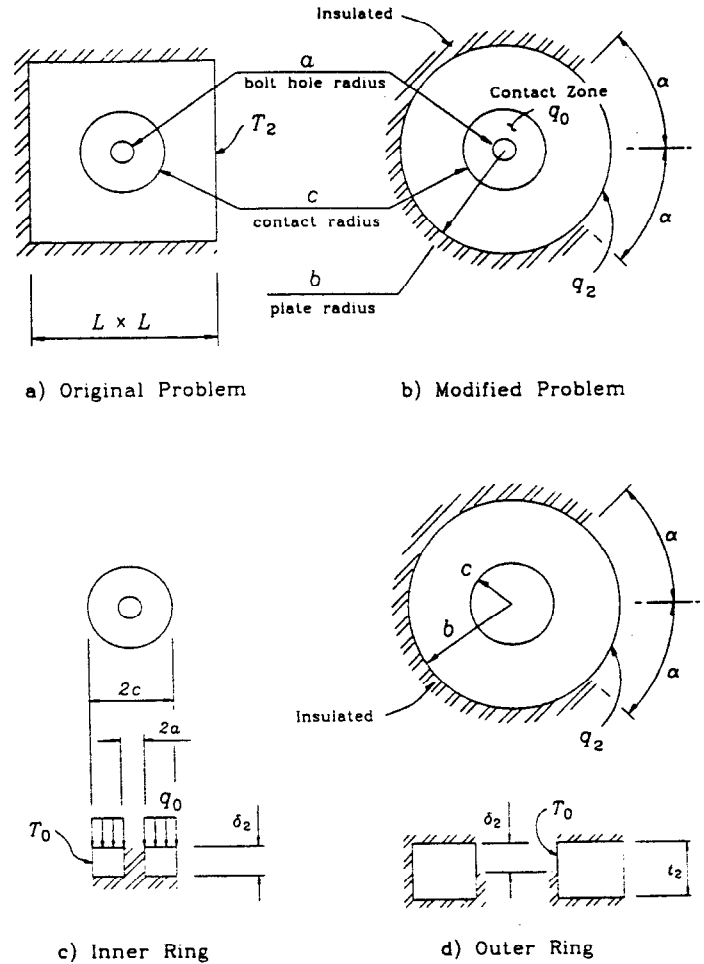 Insulated
a
bolt hole radius
T₂
Contact Zone
q₀
α
c
contact radius
α
b
plate radius
q₂
L × L
a) Original Problem
b) Modified Problem
α
c
b
α
2c
Insulated
q₂
2a
q₀
T₀
δ₂
δ₂
T₀
t₂
c) Inner Ring
d) Outer Ring